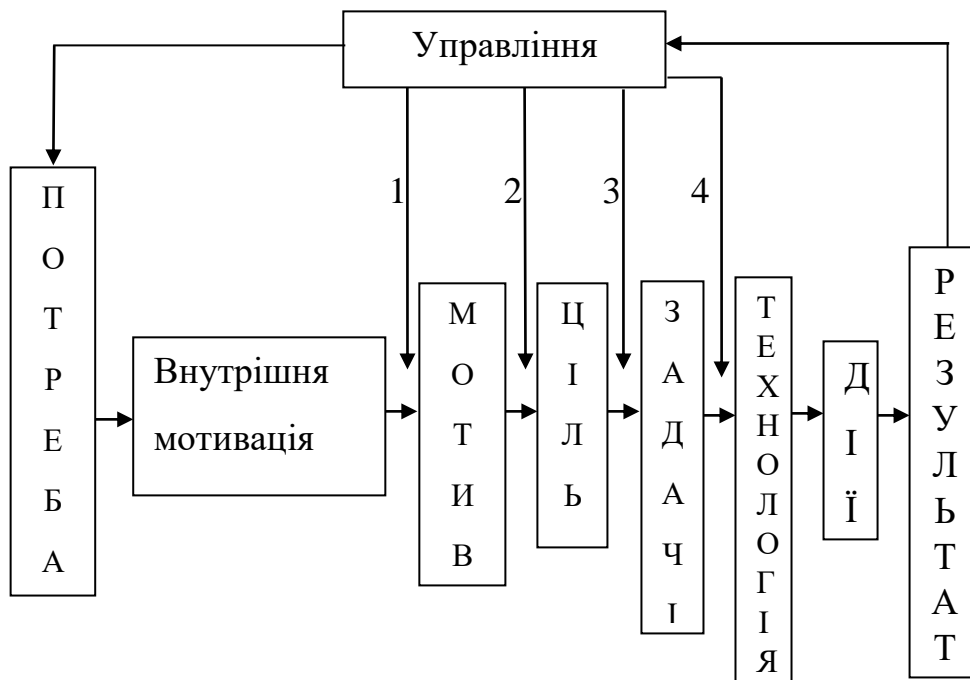 Управління
1
2
3
4
ПОТРЕБА
Внутрішня
мотивація
МОТИВ
ЦІЛЬ
ЗАДАЧІ
ТЕХНОЛОГІЯ
ДІЇ
РЕЗУЛЬТАТ